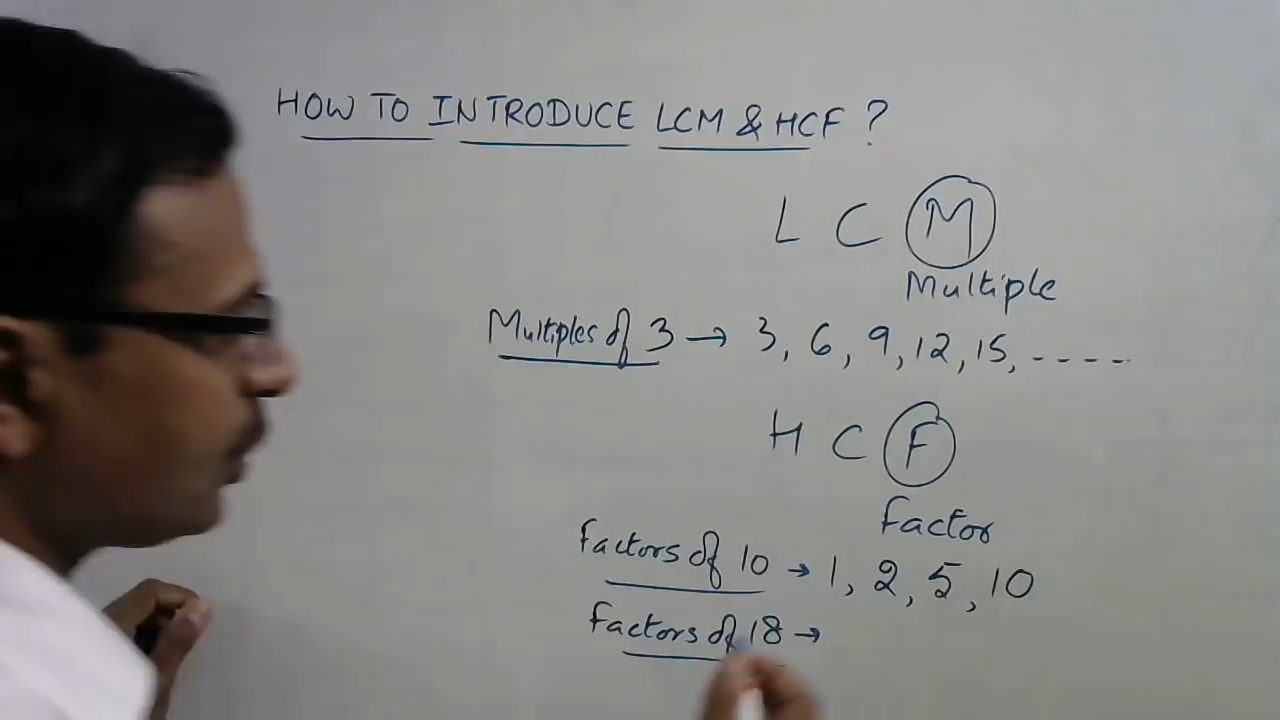 HOW TO INTRODUCE LCM & HCF ?
L C M
Multiple
Multiples of 3 → 3, 6, 9, 12, 15, -----
H C F
factor
factors of 10 → 1, 2, 5, 10
factors of 18 →